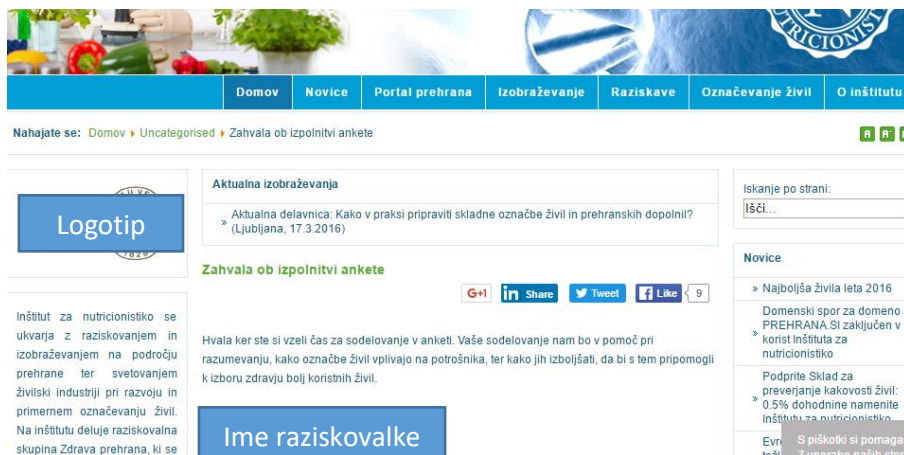 NUTRICIONIST
Domov Novice Portal prehrana Izobraževanje Raziskave Označevanje živil O inštitutu
Nahajate se: Domov Uncategorised Zahvala ob izpolnitvi ankete
A A
Logotip
Inštitut za nutricionistiko se
ukvarja z raziskovanjem in
izobraževanjem na področju
prehrane ter svetovanjem
živilski industriji pri razvoju in
primernem označevanju živil.
Na inštitutu deluje raziskovalna
skupina Zdrava prehrana, ki se
Aktualna izobraževanja
» Aktualna delavnica: Kako v praksi pripraviti skladne označbe živil in prehranskih dopolnil?
(Ljubljana, 17.3.2016)
Zahvala ob izpolnitvi ankete
G+1 in Share Tweet f Like 9
Hvala ker ste si vzeli čas za sodelovanje v anketi. Vaše sodelovanje nam bo v pomoč pri
razumevanju, kako označbe živil vplivajo na potrošnika, ter kako jih izboljšati, da bi s tem pripomogli
k izboru zdravju bolj koristnih živil.
Ime raziskovalke
Iskanje po strani:
Išči...
Novice
» Najboljša živila leta 2016
Domenski spor za domeno
» PREHRANA.SI zaključen v
korist Inštituta za
nutricionistiko
Podprite Sklad za
» preverjanje kakovosti živil:
0.5% dohodnine namenite
Inštitutu za nutricionistiko
S piškotki si pomaga